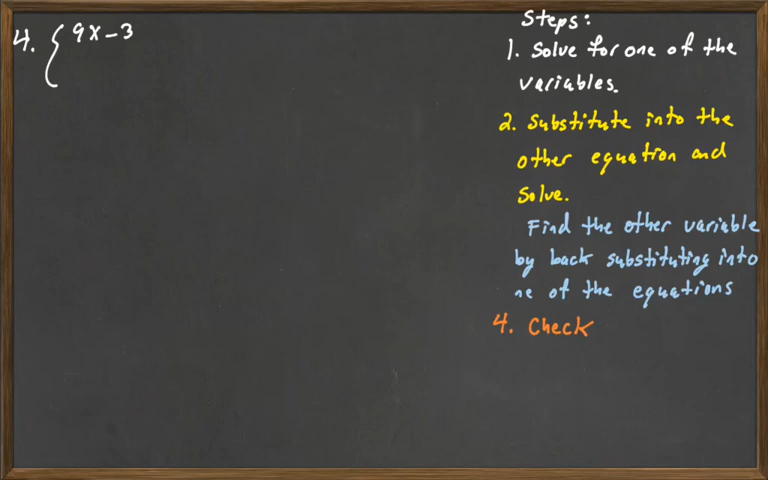 4. { 9x - 3
Steps:
1. Solve for one of the
variables.
2. Substitute into the
other equation and
solve.
Find the other variable
by back substituting into
ne of the equations
4. Check